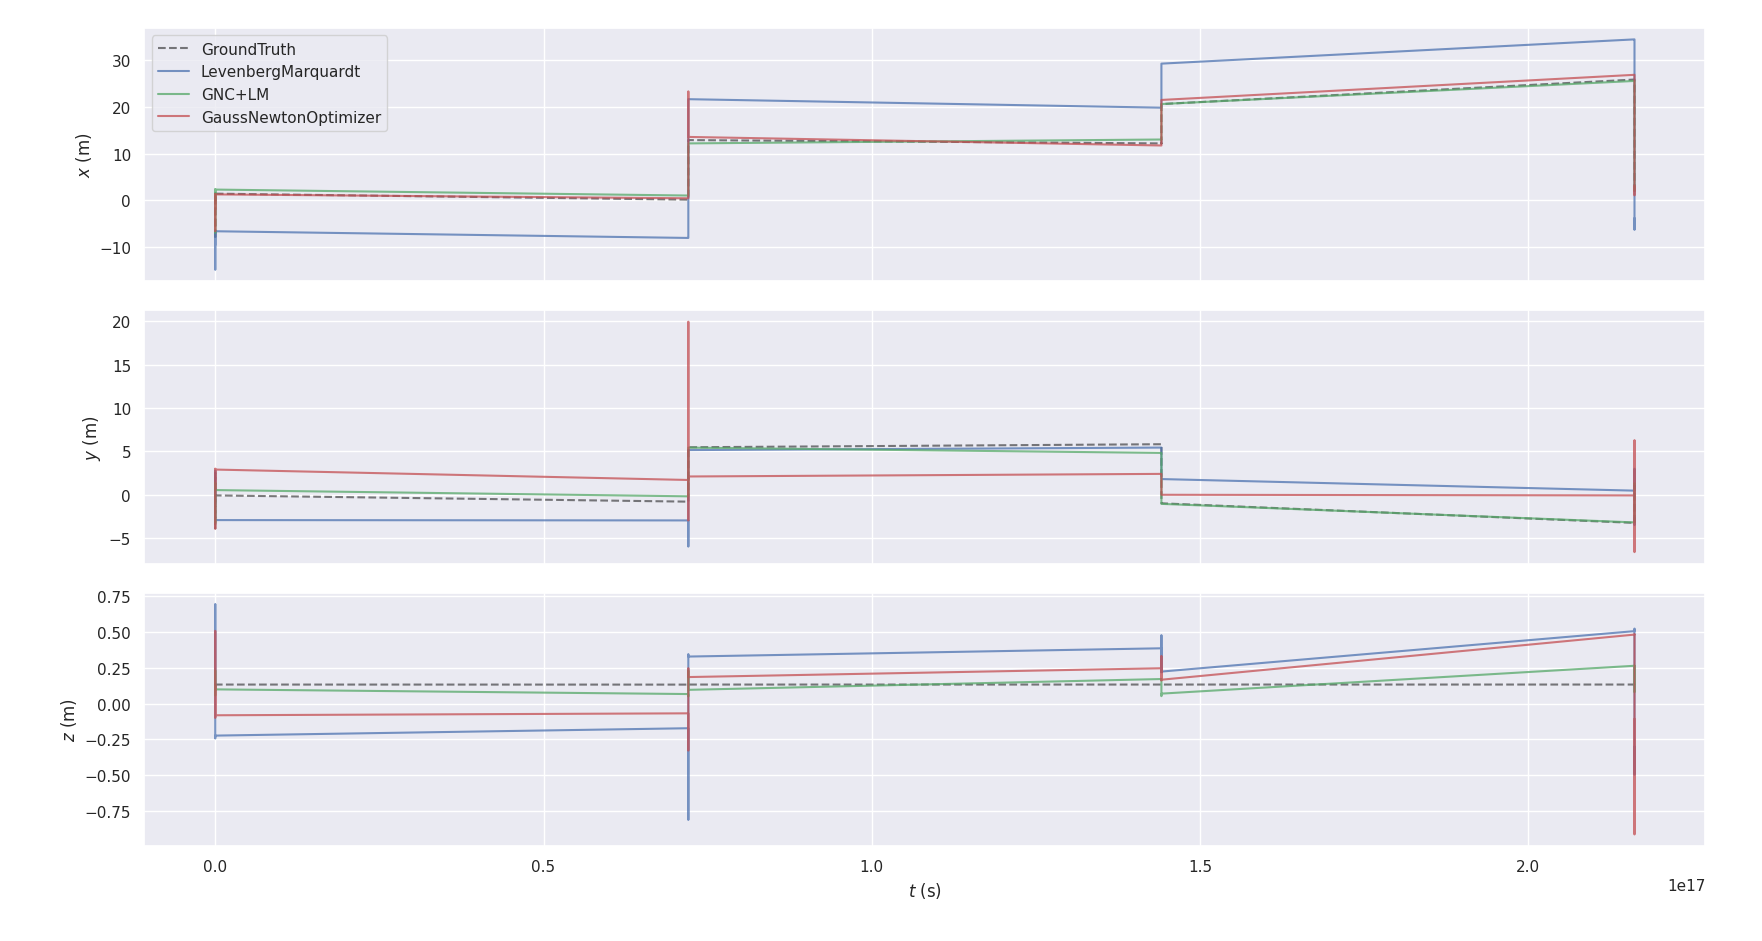 GroundTruth
LevenbergMarquardt
GNC+LM
GaussNewtonOptimizer
x (m)
30
20
10
0
−10
y (m)
20
15
10
5
0
−5
z (m)
0.75
0.50
0.25
0.00
−0.25
−0.50
−0.75
0.0 0.5 1.0 1.5 2.0
t (s)
1e17